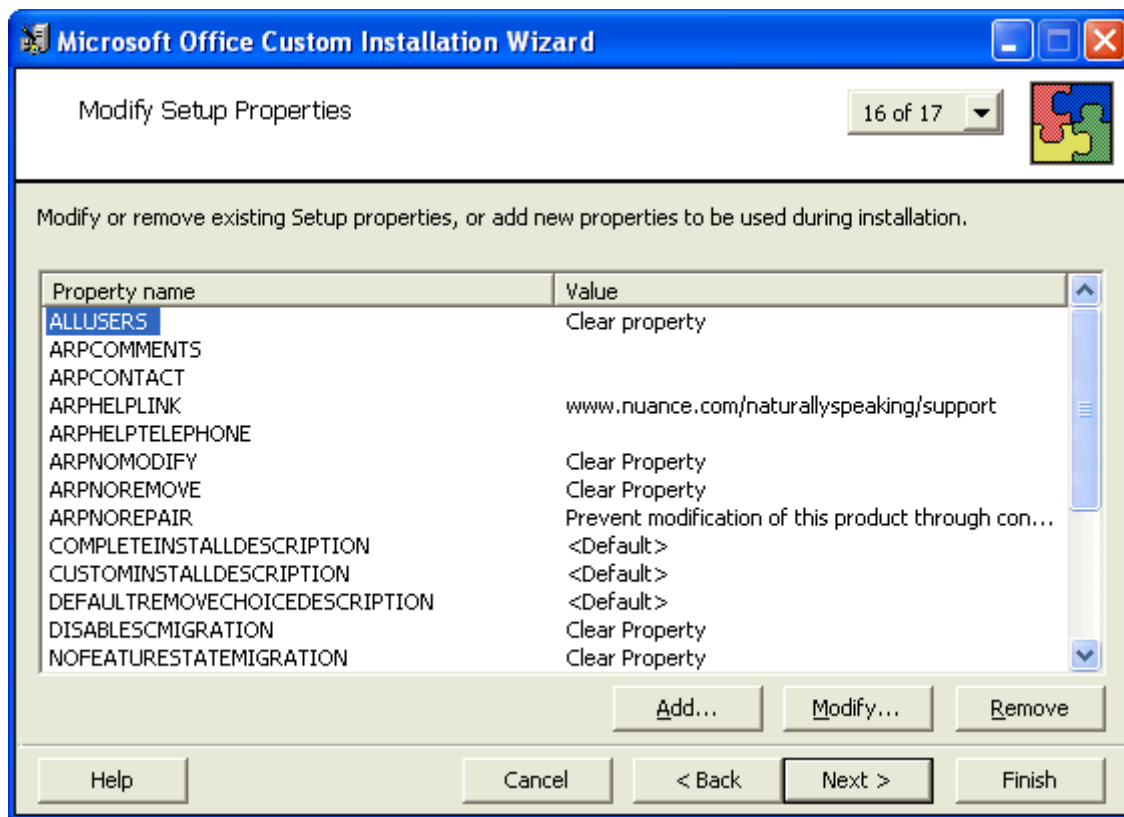 Microsoft Office Custom Installation Wizard
Modify Setup Properties
16 of 17
Modify or remove existing Setup properties, or add new properties to be used during installation.
Property name Value
ALLUSERS Clear property
ARPCOMMENTS
ARPCONTACT
ARPHELPLINK www.nuance.com/naturallyspeaking/support
ARPHELPTELEPHONE
ARPNOMODIFY Clear Property
ARPNOREMOVE Clear Property
ARPNOREPAIR Prevent modification of this product through con...
COMPLETEINSTALLDESCRIPTION <Default>
CUSTOMINSTALLDESCRIPTION <Default>
DEFAULTREMOVECHOICEDESCRIPTION <Default>
DISABLESCMIGRATION Clear Property
NOFEATURESTATEMIGRATION Clear Property
Add... Modify... Remove
Help Cancel < Back Next > Finish